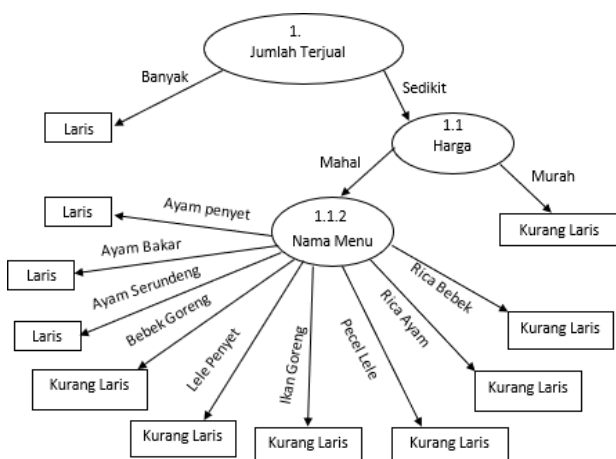 1.
Jumlah Terjual
Banyak
Sedikit
Laris
1.1
Harga
Mahal
Murah
Laris
Ayam penyet
1.1.2
Nama Menu
Kurang Laris
Ayam Bakar
Laris
Ayam Serundeng
Laris
Bebek Goreng
Lele Penyet
Ikan Goreng
Pecel Lele
Rica Ayam
Rica Bebek
Kurang Laris
Kurang Laris
Kurang Laris
Kurang Laris
Kurang Laris
Kurang Laris